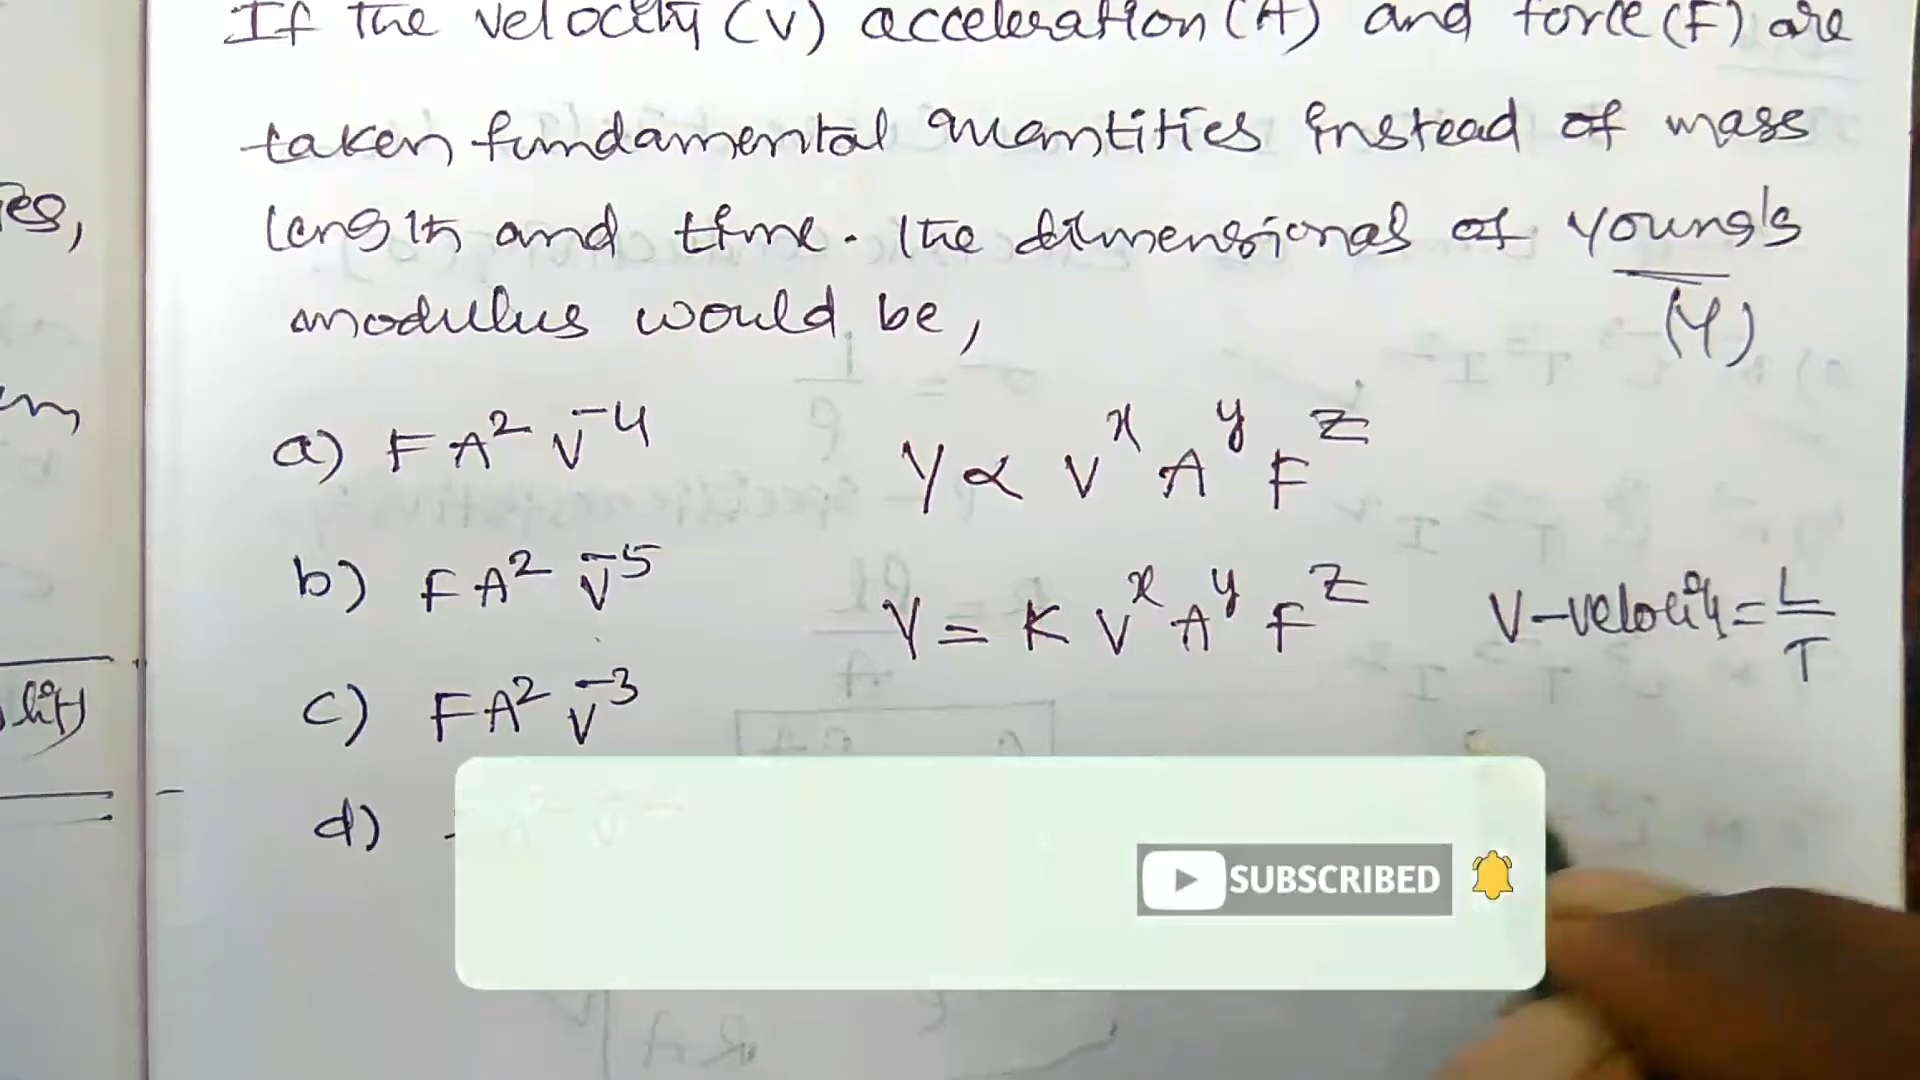 If the velocity (V) acceleration (A) and force (F) are
taken fundamental quantities instead of mass
length and time. The dimensional of Young's
modulus would be, (Y)
a) F A² V⁻⁴
Y ∝ V^x A^y F^z
b) F A² V⁻⁵
Y = K V^x A^y F^z
V-velocity = L/T
c) F A² V⁻³
d)
SUBSCRIBED